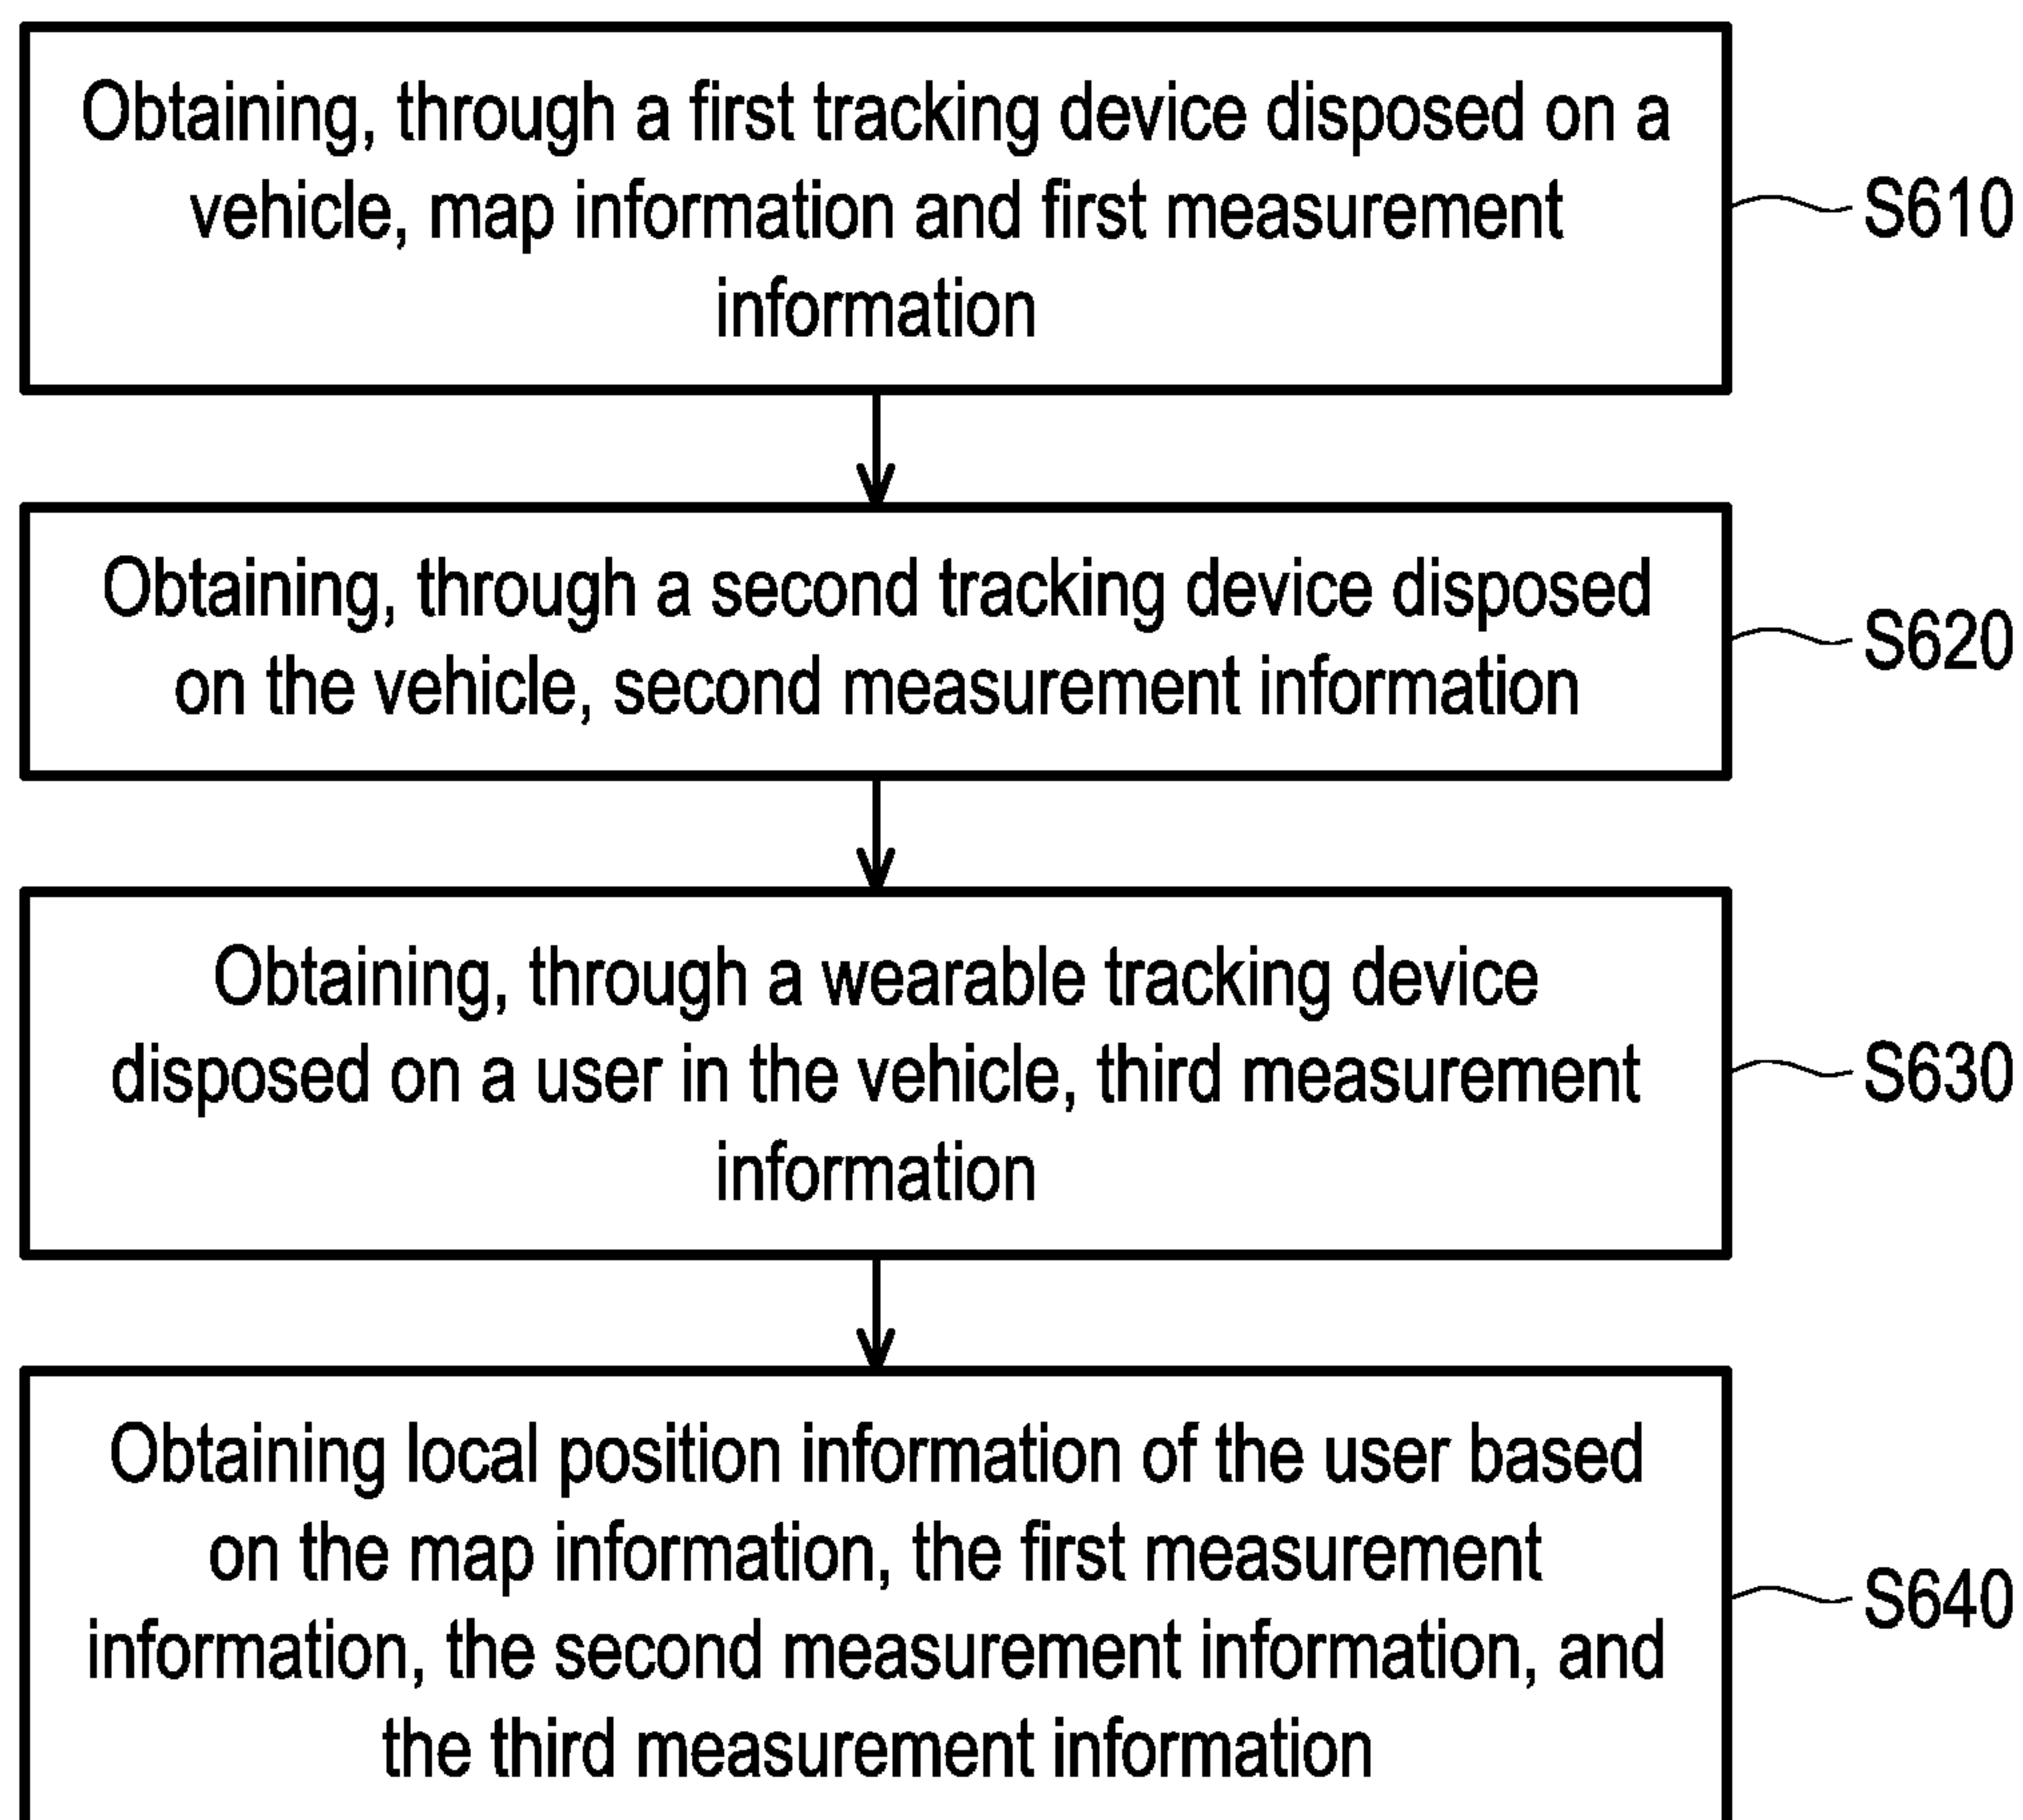 Obtaining, through a first tracking device disposed on a
vehicle, map information and first measurement
information
S610
Obtaining, through a second tracking device disposed
on the vehicle, second measurement information
S620
Obtaining, through a wearable tracking device
disposed on a user in the vehicle, third measurement
information
S630
Obtaining local position information of the user based
on the map information, the first measurement
information, the second measurement information, and
the third measurement information
S640